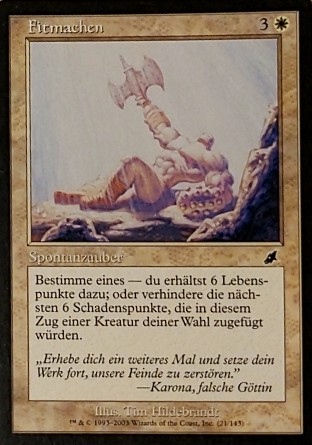 Fitmachen 3
Spontanzauber
Bestimme eines — du erhältst 6 Lebens-
punkte dazu; oder verhindere die näch-
sten 6 Schadenspunkte, die in diesem
Zug einer Kreatur deiner Wahl zugefügt
würden.
„Erhebe dich ein weiteres Mal und setze dein
Werk fort, unsere Feinde zu zerstören.”
—Karona, falsche Göttin
Illus. Tim Hildebrandt
™ & © 1993-2003 Wizards of the Coast, Inc. (21/143)